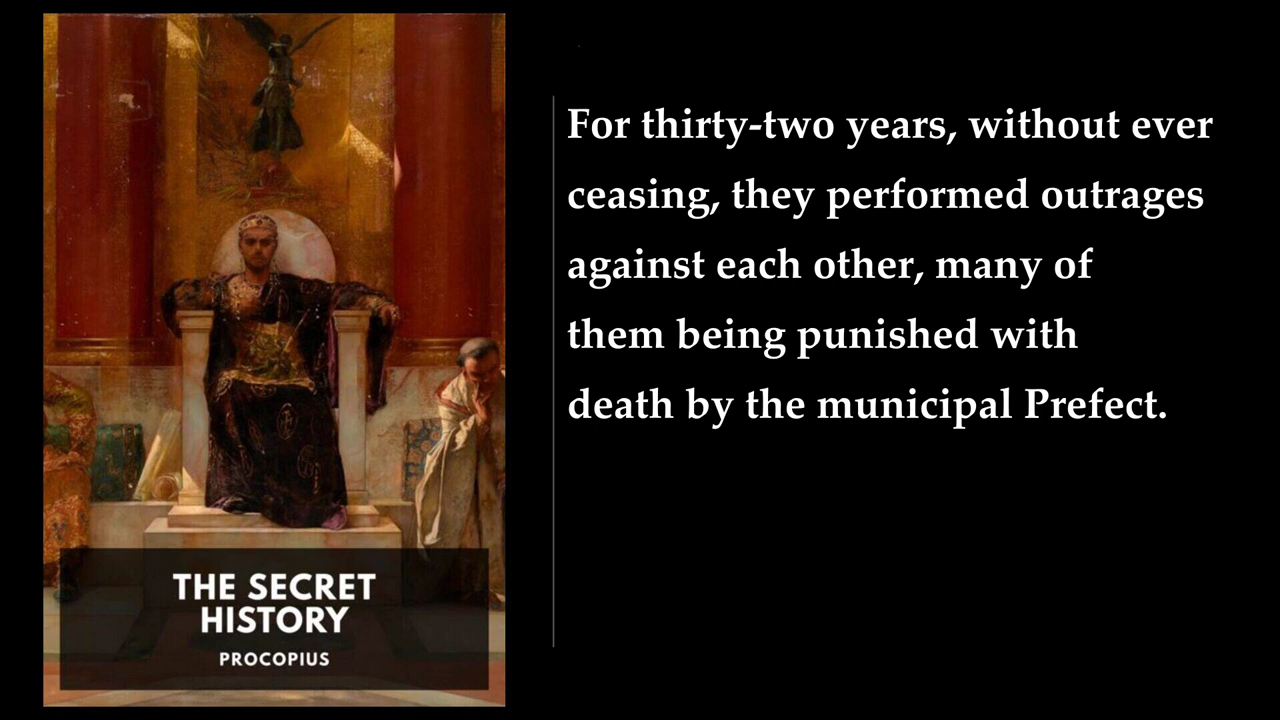 THE SECRET
HISTORY
PROCOPIUS
For thirty-two years, without ever
ceasing, they performed outrages
against each other, many of
them being punished with
death by the municipal Prefect.